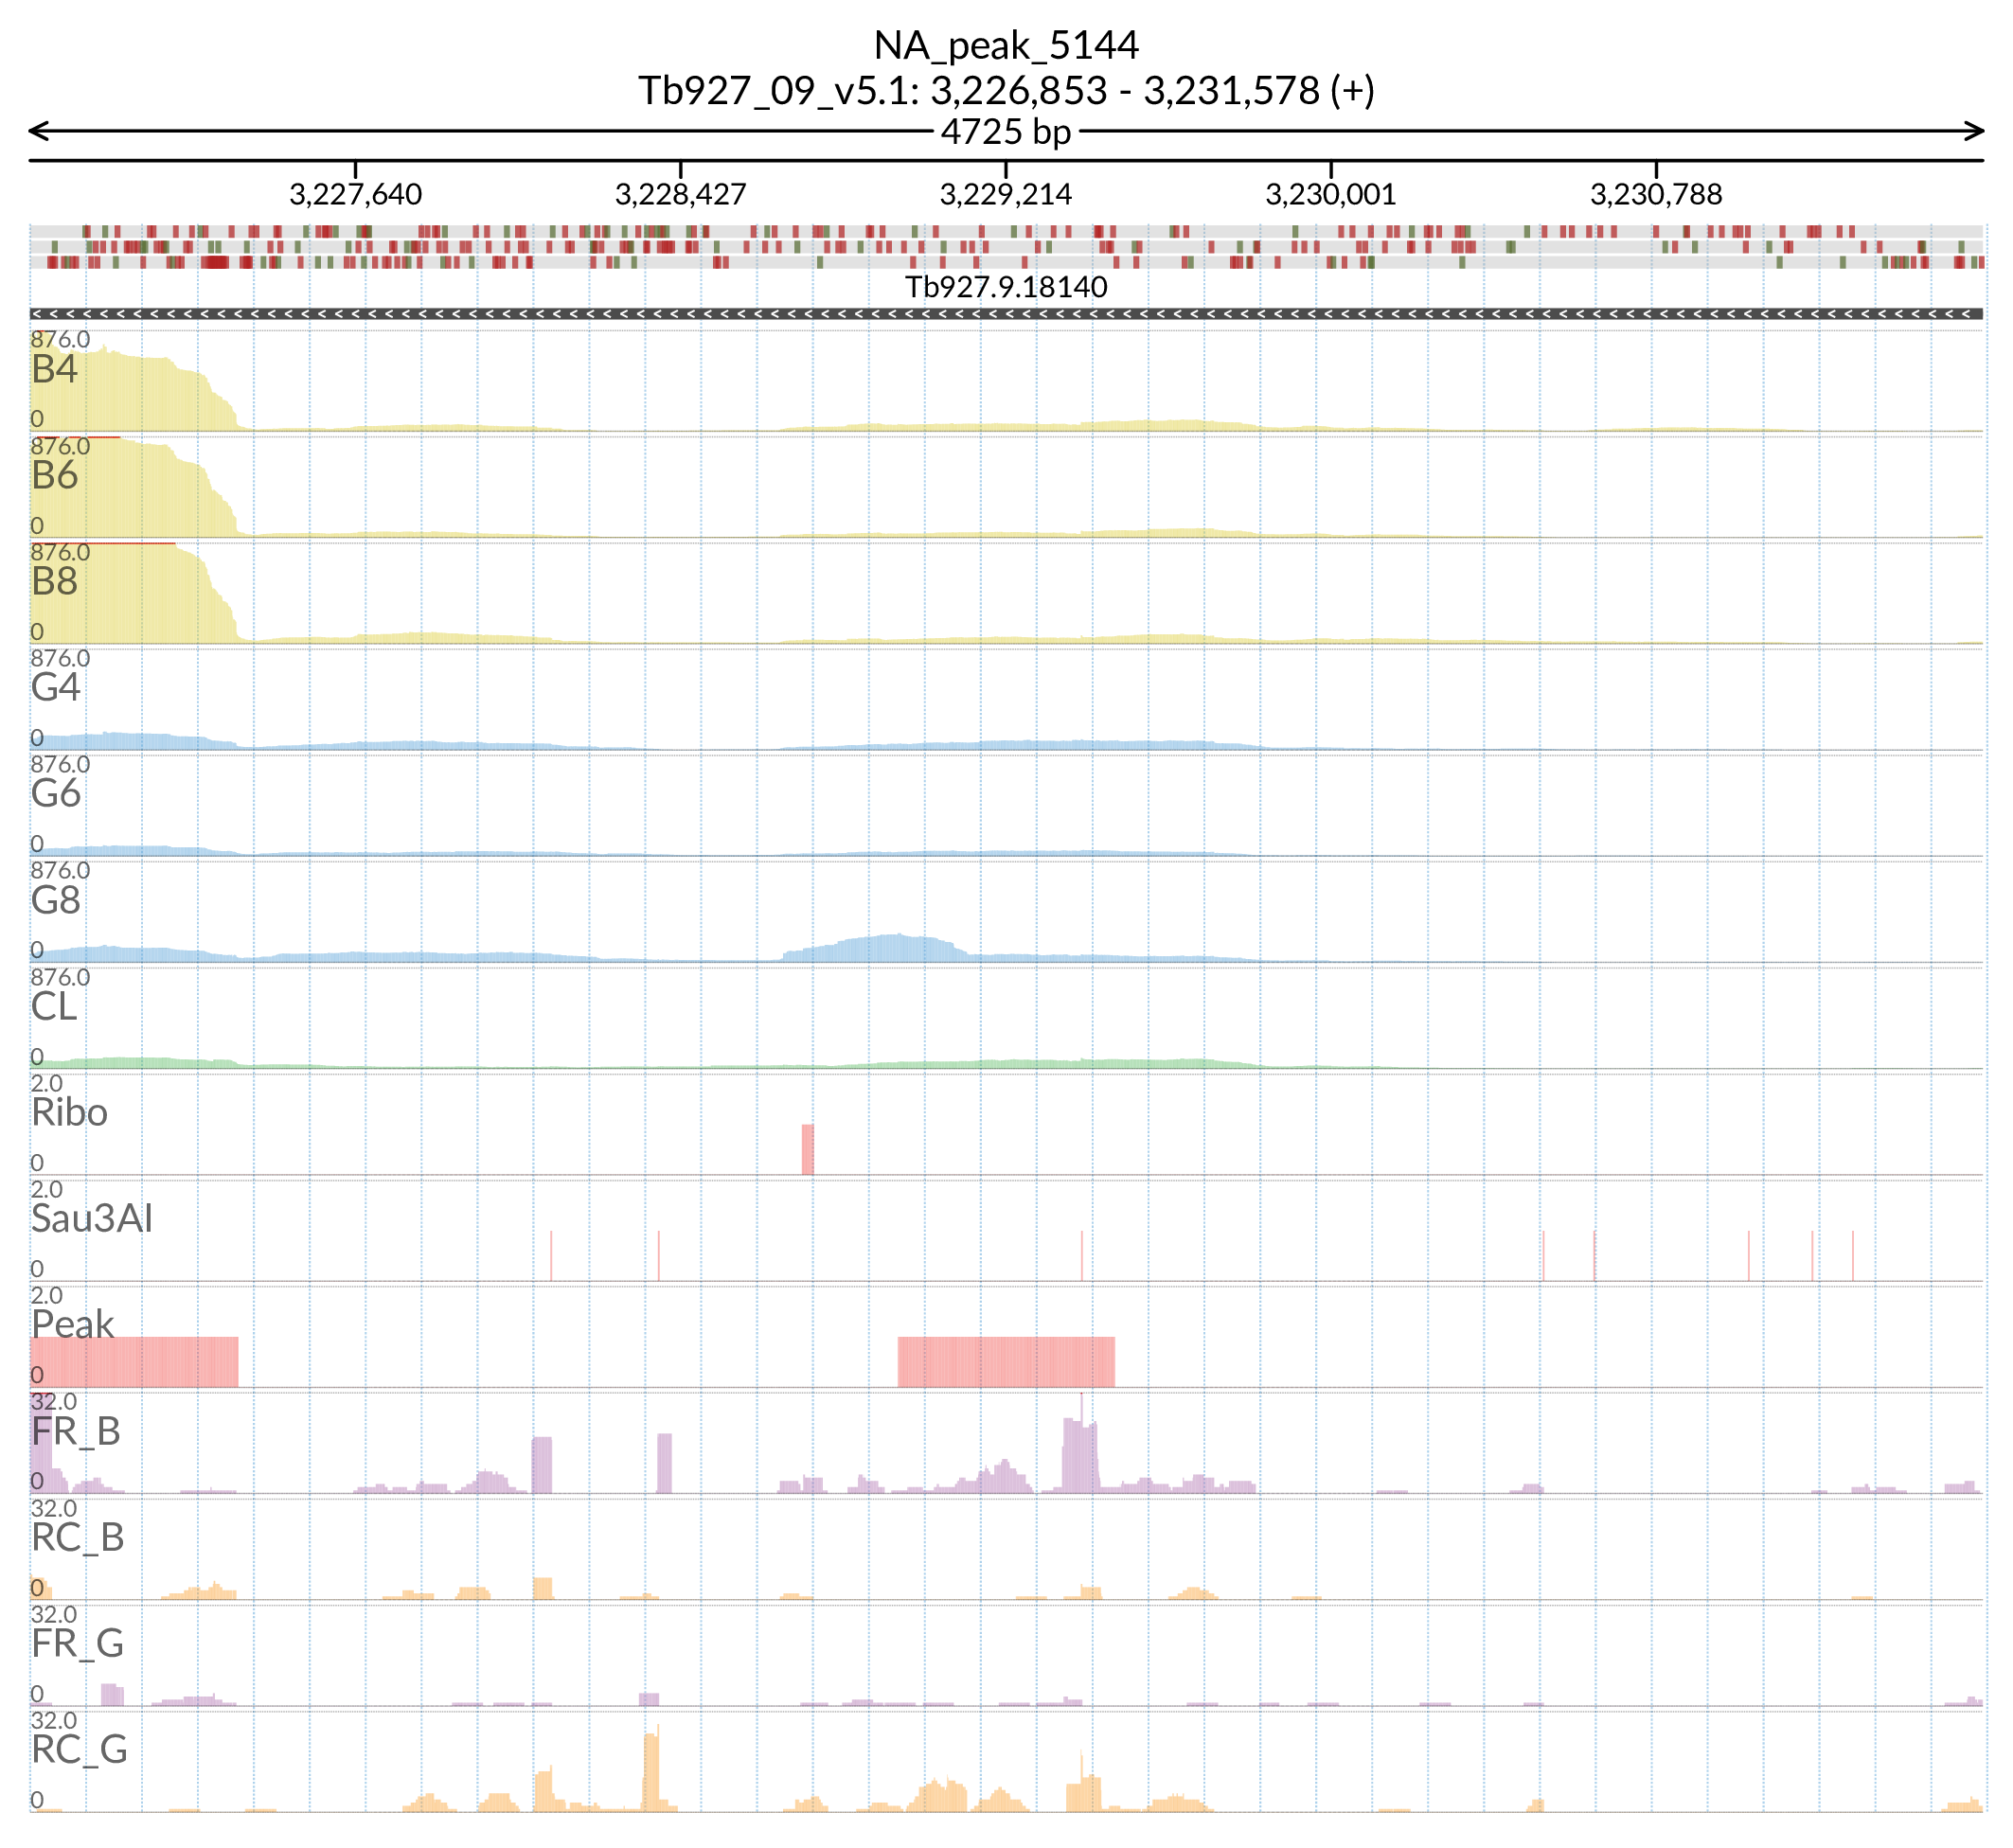 NA_peak_5144
Tb927_09_v5.1: 3,226,853 - 3,231,578 (+)
4725 bp
3,227,640 3,228,427 3,229,214 3,230,001 3,230,788
Tb927.9.18140
876.0
B4
0
876.0
B6
0
876.0
B8
0
876.0
G4
0
876.0
G6
0
876.0
G8
0
876.0
CL
0
2.0
Ribo
0
2.0
Sau3AI
0
2.0
Peak
0
32.0
FR_B
0
32.0
RC_B
0
32.0
FR_G
0
32.0
RC_G
0